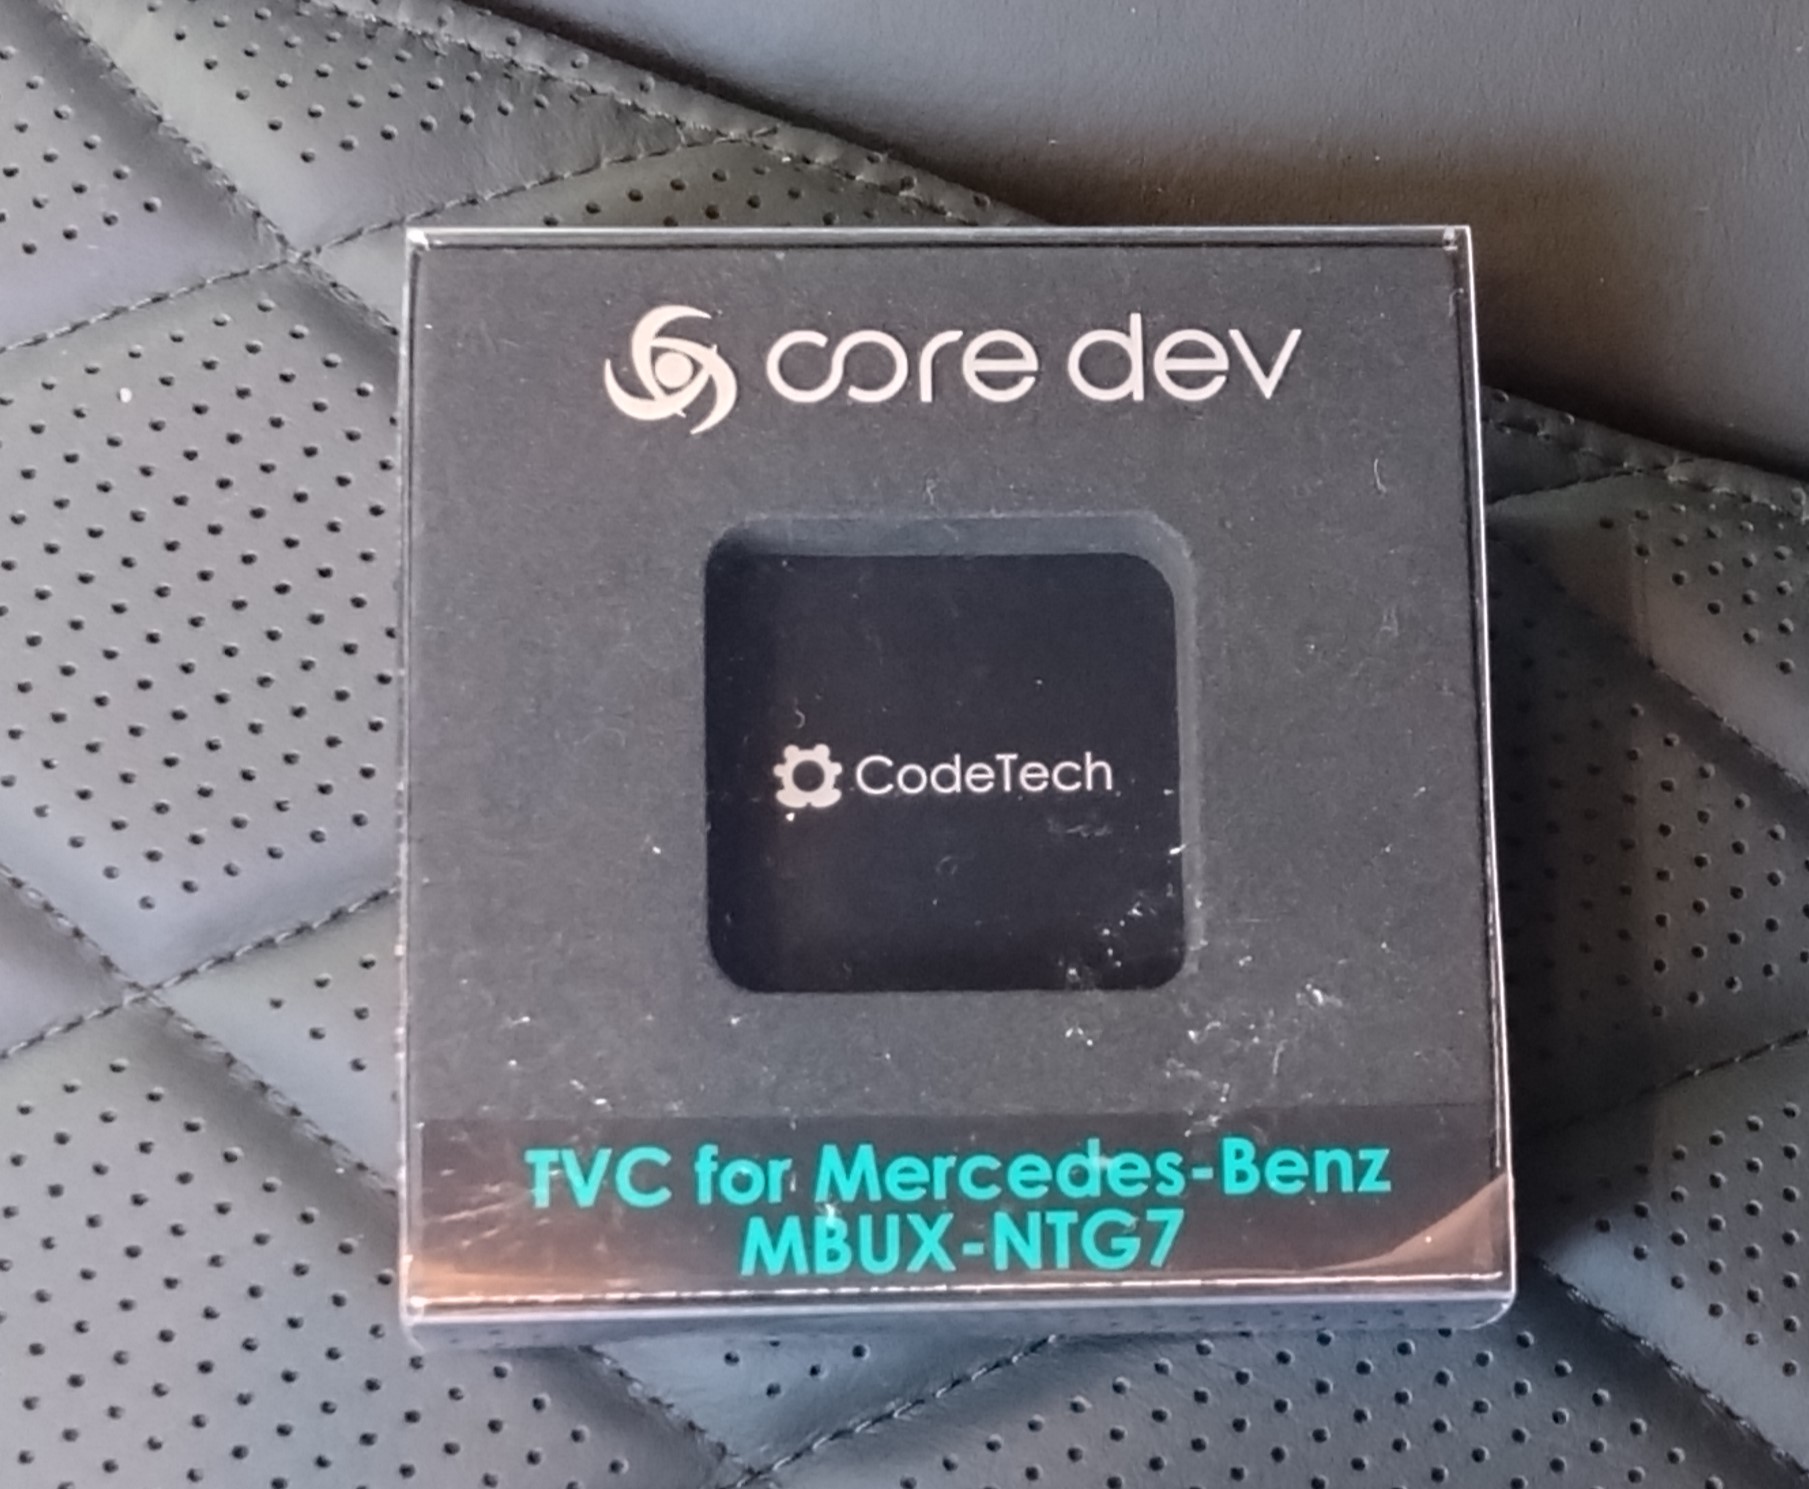 core dev
CodeTech
TVC for Mercedes-Benz
MBUX-NTG7